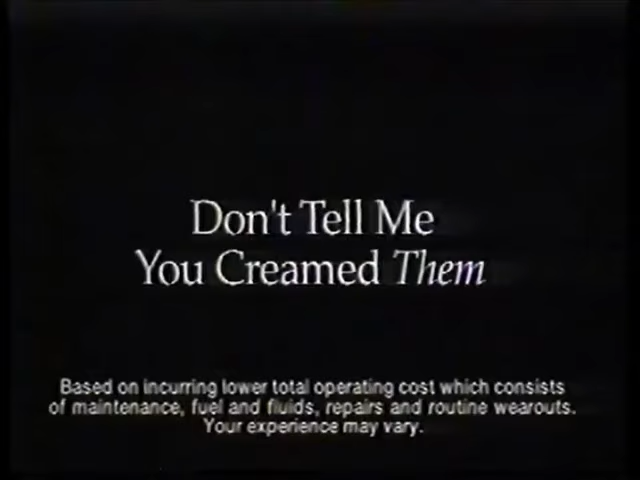 Don't Tell Me
You Creamed Them
Based on incurring lower total operating cost which consists
of maintenance, fuel and fluids, repairs and routine wearouts.
Your experience may vary.